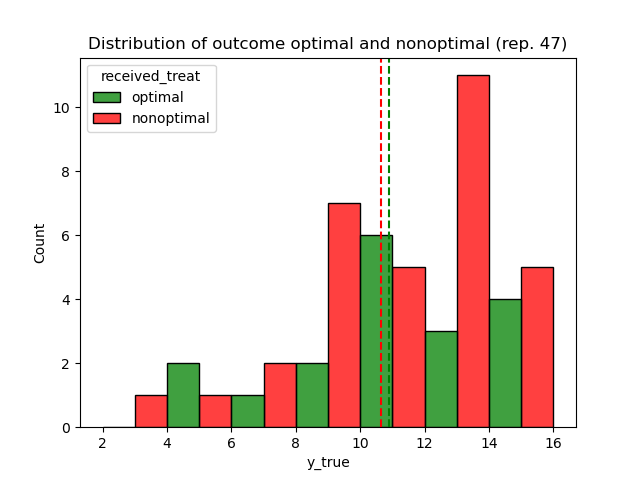 Distribution of outcome optimal and nonoptimal (rep. 47)
received_treat
optimal
nonoptimal
Count
0
2
4
6
8
10
2
4
6
8
10
12
14
16
y_true